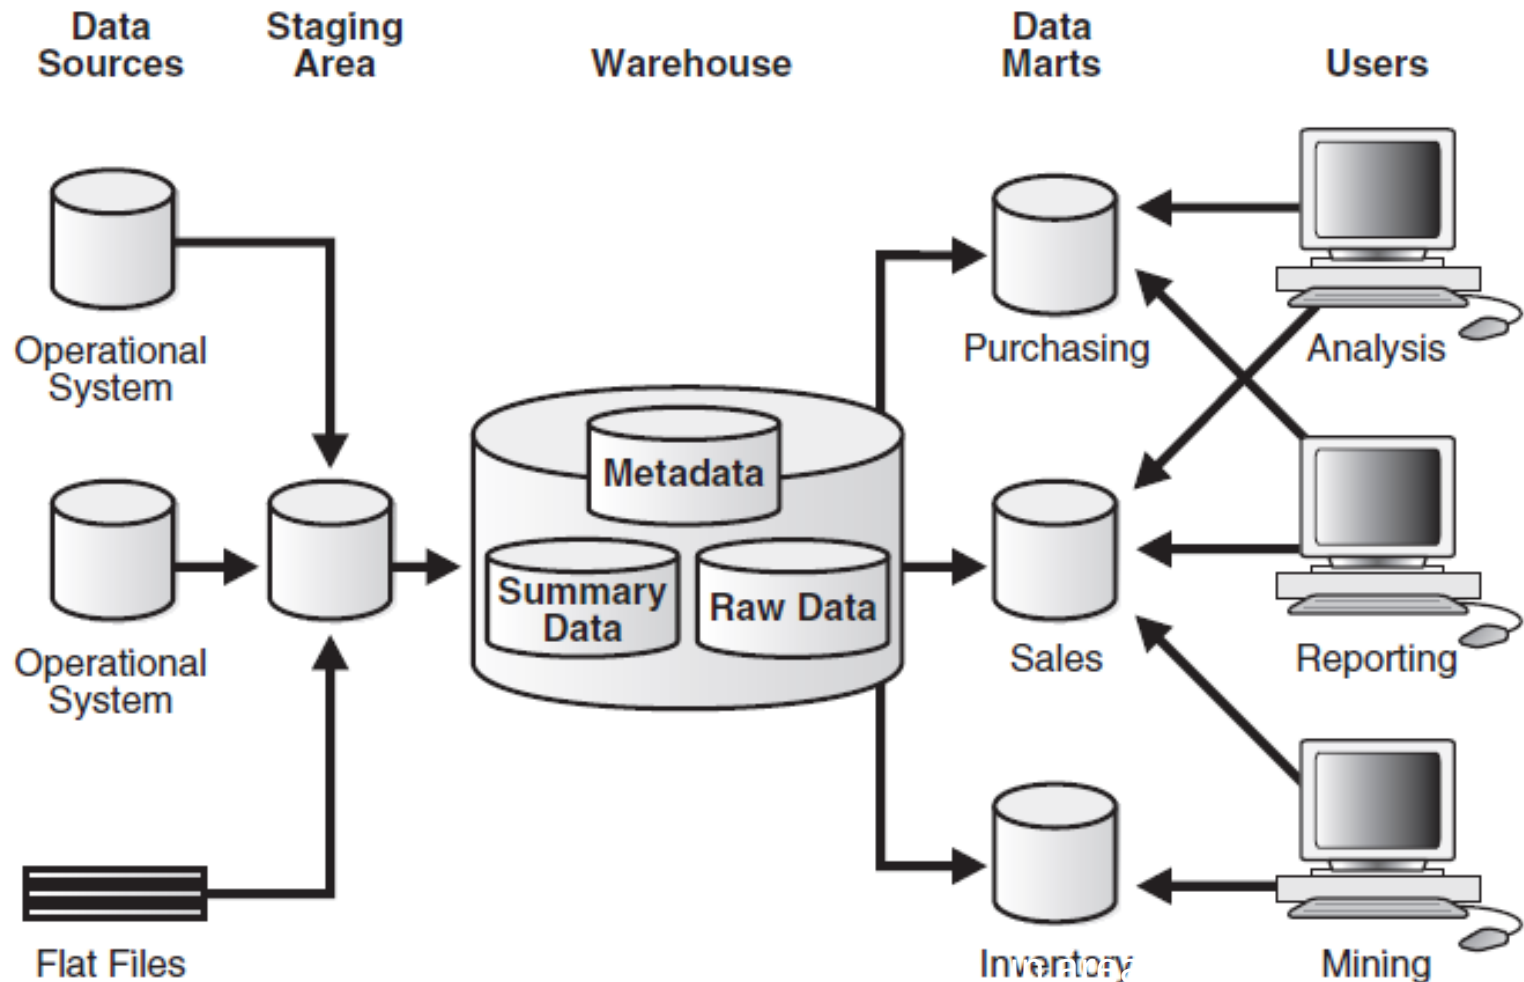 Data
Sources
Staging
Area
Warehouse
Data
Marts
Users
Operational
System
Purchasing
Analysis
Metadata
Summary
Data
Raw Data
Operational
System
Sales
Reporting
Flat Files
Inventory
Mining